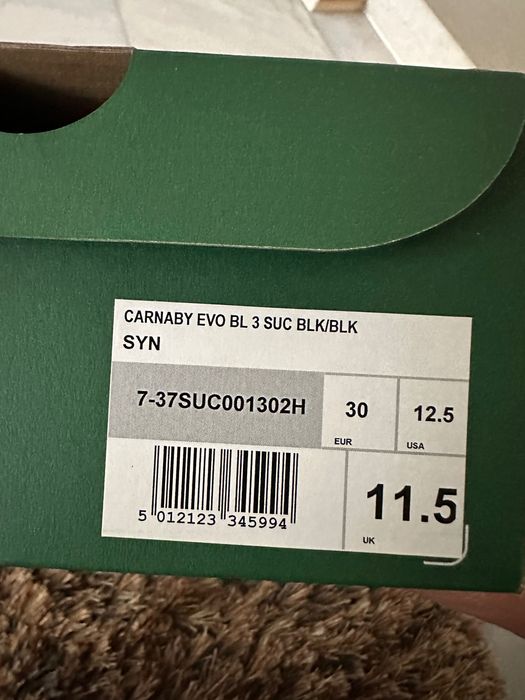 CARNABY EVO BL 3 SUC BLK/BLK
SYN
7-37SUC001302H
30
EUR
12.5
USA
5 012123 345994
11.5
UK